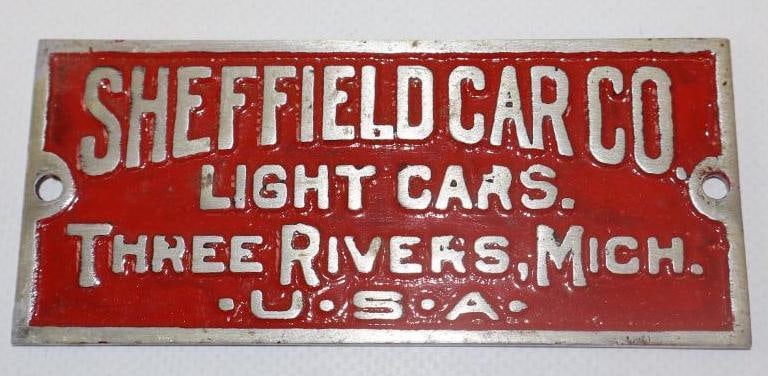 SHEFFIELD CAR CO.
LIGHT CARS.
THREE RIVERS, MICH.
·U·S·A·